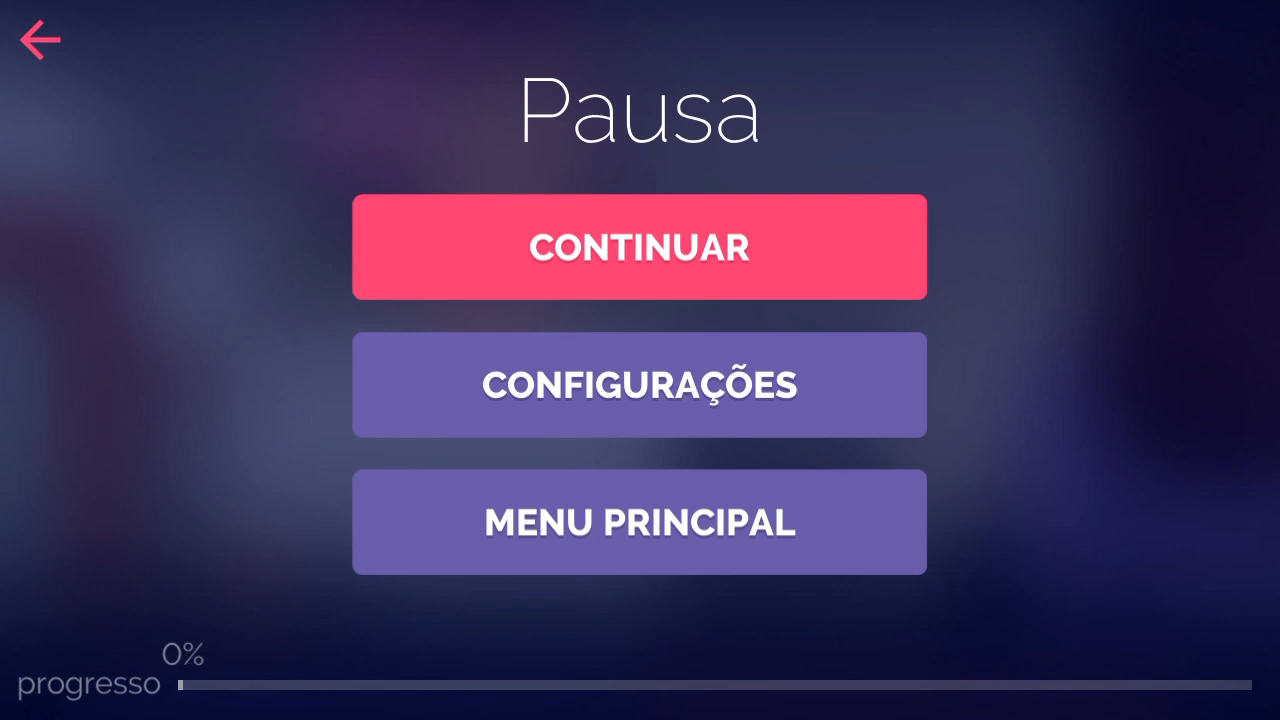 Pausa
CONTINUAR
CONFIGURAÇÕES
MENU PRINCIPAL
0%
progresso